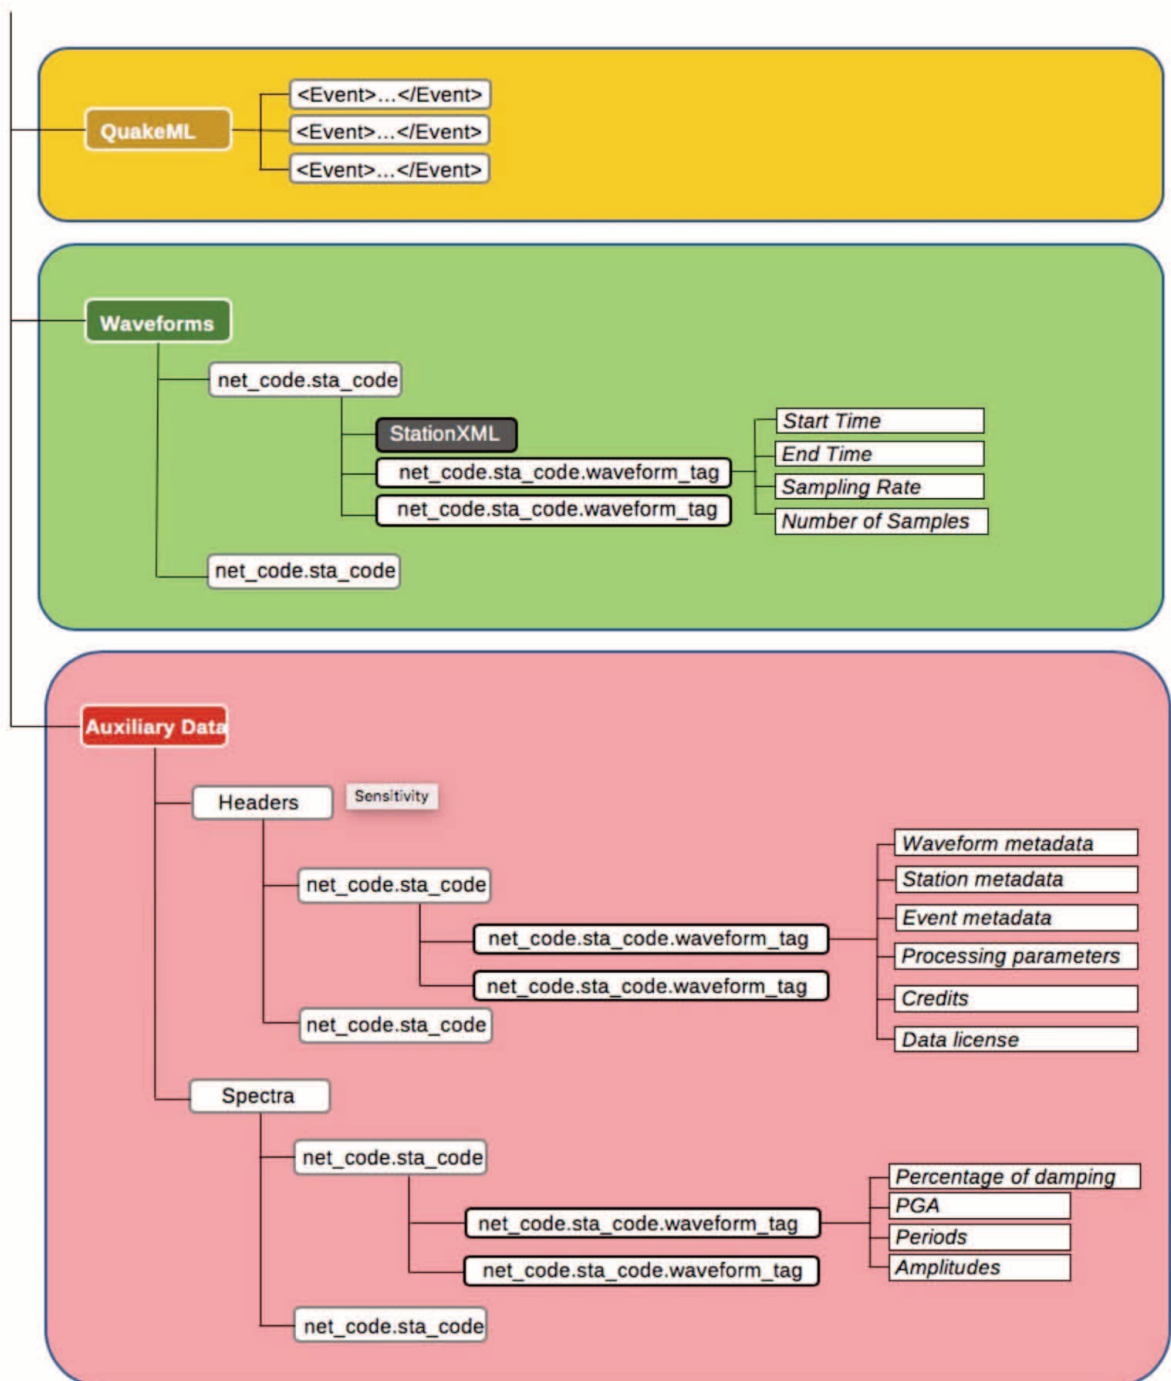 QuakeML
<Event>...</Event>
<Event>...</Event>
<Event>...</Event>
Waveforms
net_code.sta_code
StationXML
net_code.sta_code.waveform_tag
net_code.sta_code.waveform_tag
Start Time
End Time
Sampling Rate
Number of Samples
net_code.sta_code
Auxiliary Data
Headers
Sensitivity
net_code.sta_code
net_code.sta_code.waveform_tag
net_code.sta_code.waveform_tag
Waveform metadata
Station metadata
Event metadata
Processing parameters
Credits
Data license
net_code.sta_code
Spectra
net_code.sta_code
net_code.sta_code.waveform_tag
net_code.sta_code.waveform_tag
Percentage of damping
PGA
Periods
Amplitudes
net_code.sta_code